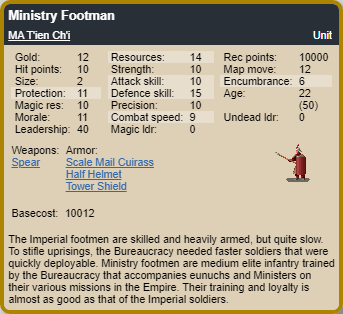 Ministry Footman
MA T'ien Ch'i Unit
Gold: 12 Resources: 14 Rec points: 10000
Hit points: 10 Strength: 10 Map move: 12
Size: 2 Attack skill: 10 Encumbrance: 6
Protection: 11 Defence skill: 15 Age: 22
Magic res: 10 Precision: 10 (50)
Morale: 11 Combat speed: 9 Undead ldr: 0
Leadership: 40 Magic ldr: 0
Weapons: Armor:
Spear Scale Mail Cuirass
Half Helmet
Tower Shield
Basecost: 10012
The Imperial footmen are skilled and heavily armed, but quite slow.
To stifle uprisings, the Bureaucracy needed faster soldiers that were
quickly deployable. Ministry footmen are medium elite infantry trained
by the Bureaucracy that accompanies eunuchs and Ministers on
their various missions in the Empire. Their training and loyalty is
almost as good as that of the Imperial soldiers.